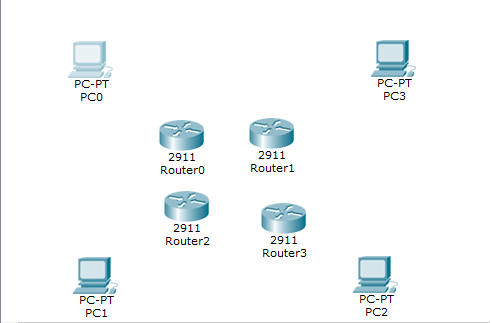 PC-PT
PC0
PC-PT
PC3
2911
Router0
2911
Router1
2911
Router2
2911
Router3
PC-PT
PC1
PC-PT
PC2